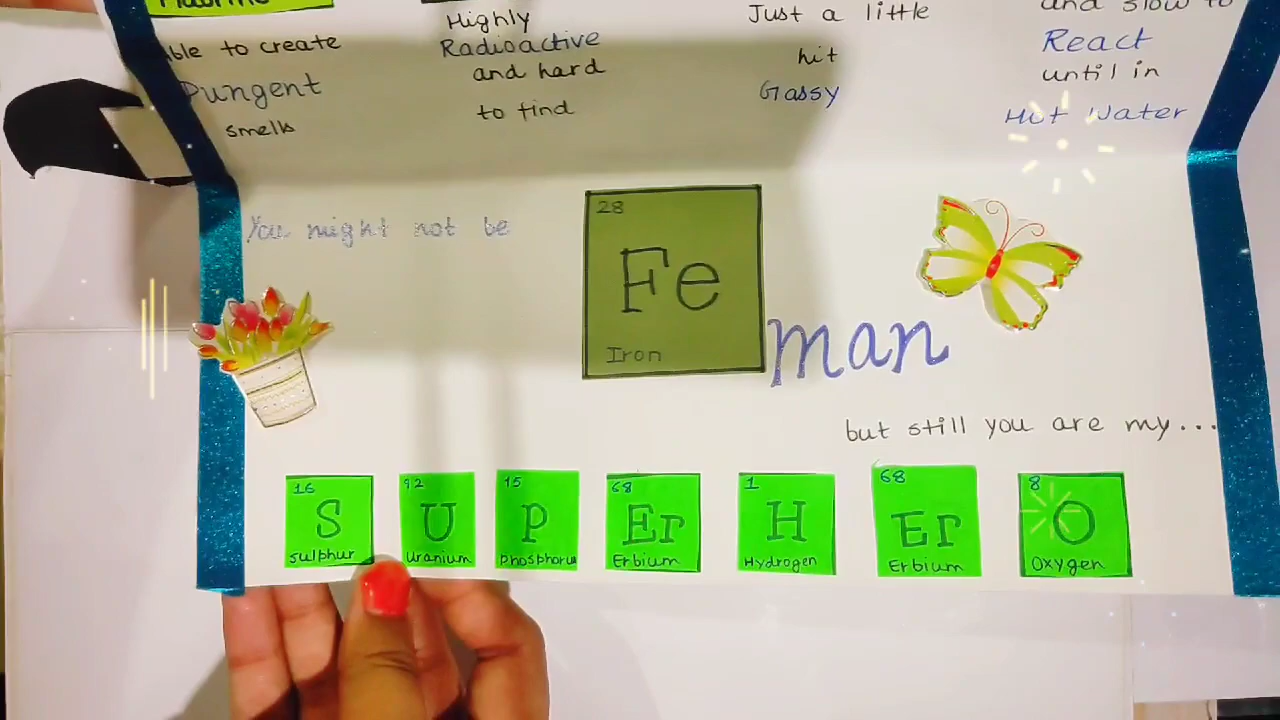 able to create
Pungent
smells
Highly
Radioactive
and hard
to find
Just a little
hit
Gassy
and slow to
React
until in
Hot Water
You might not be
28
Fe
Iron
man
but still you are my...
16
S
Sulphur
92
U
Uranium
15
P
Phosphorus
68
Er
Erbium
1
H
Hydrogen
68
Er
Erbium
8
O
Oxygen